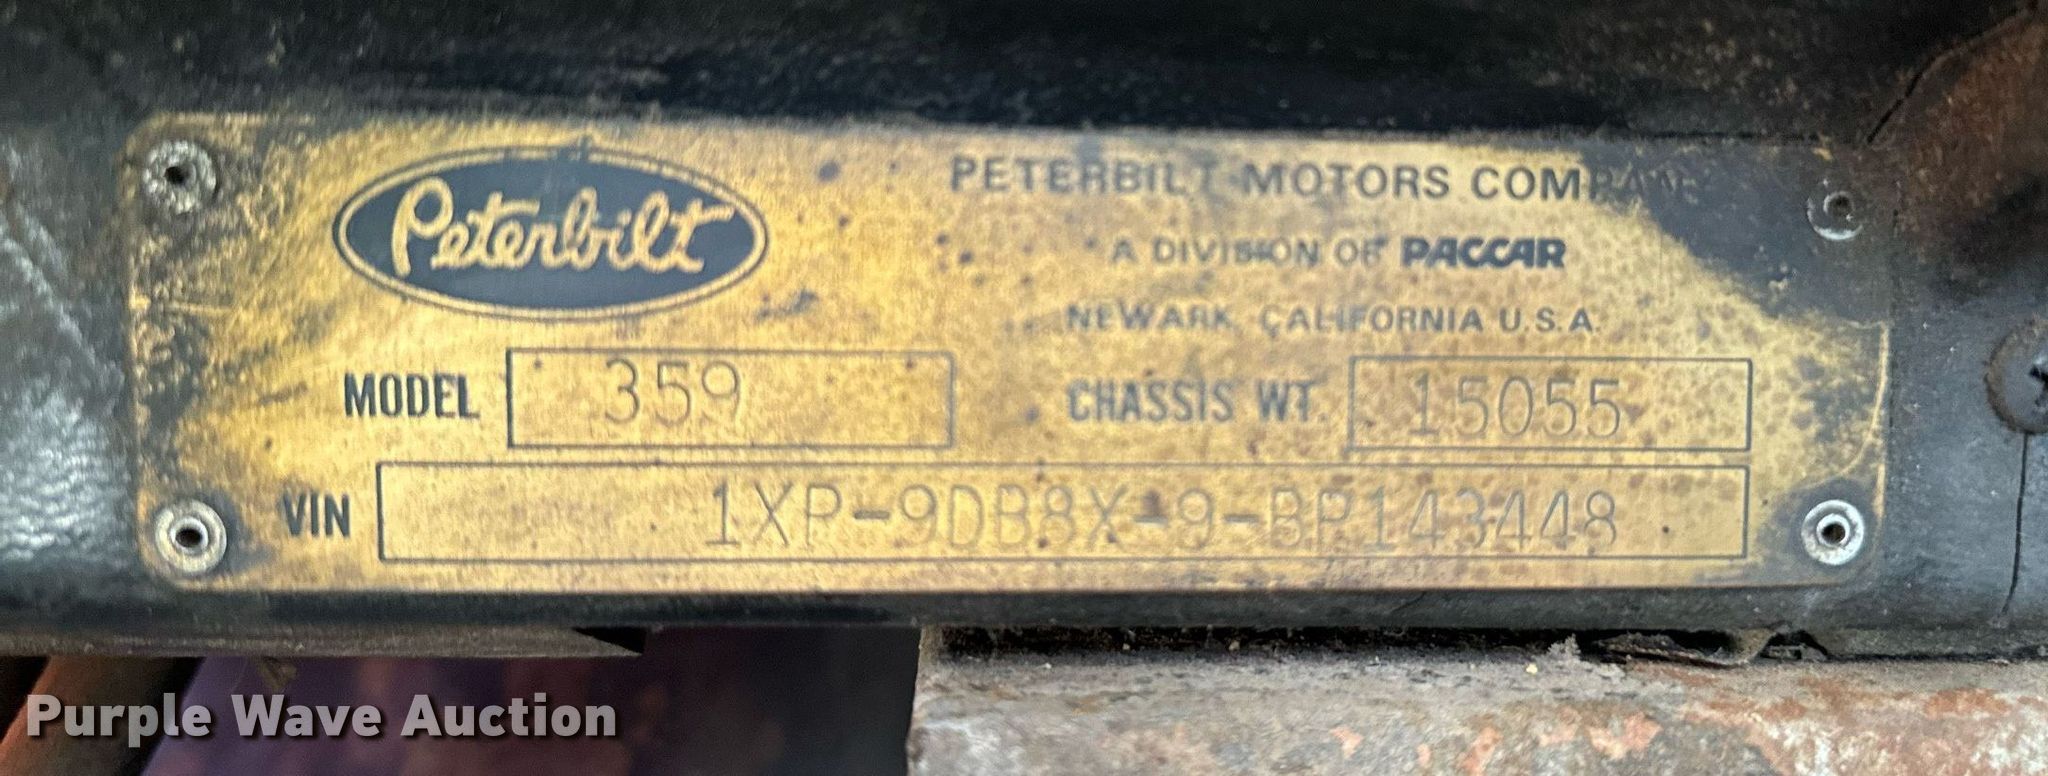 Peterbilt
PETERBILT MOTORS COMPANY
A DIVISION OF PACCAR
NEWARK, CALIFORNIA U.S.A.
MODEL 359 CHASSIS WT. 15055
VIN 1XP-9DB8X-9-BP143448
Purple Wave Auction